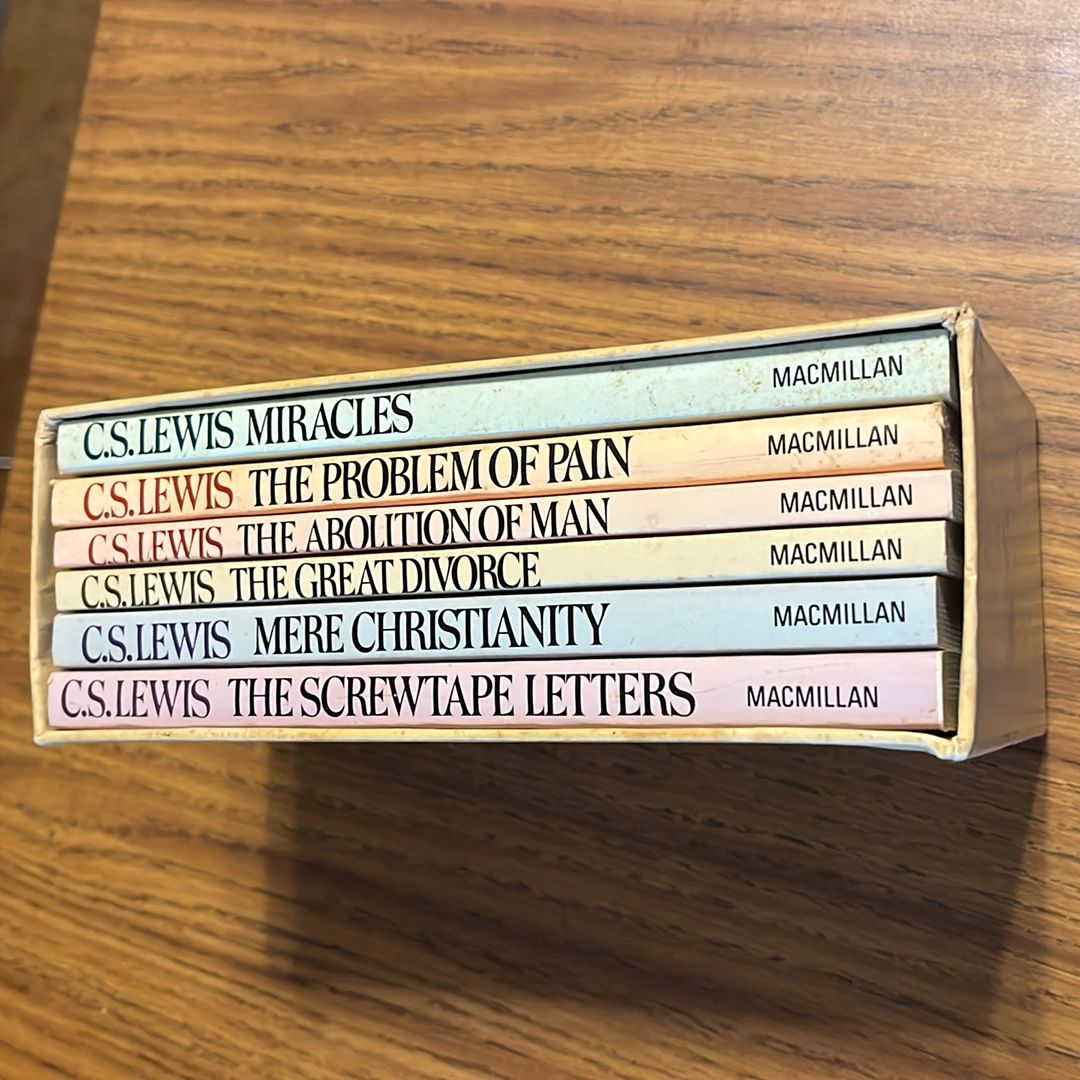 C.S.LEWIS MIRACLES MACMILLAN
C.S.LEWIS THE PROBLEM OF PAIN MACMILLAN
C.S.LEWIS THE ABOLITION OF MAN MACMILLAN
C.S.LEWIS THE GREAT DIVORCE MACMILLAN
C.S.LEWIS MERE CHRISTIANITY MACMILLAN
C.S.LEWIS THE SCREWTAPE LETTERS MACMILLAN